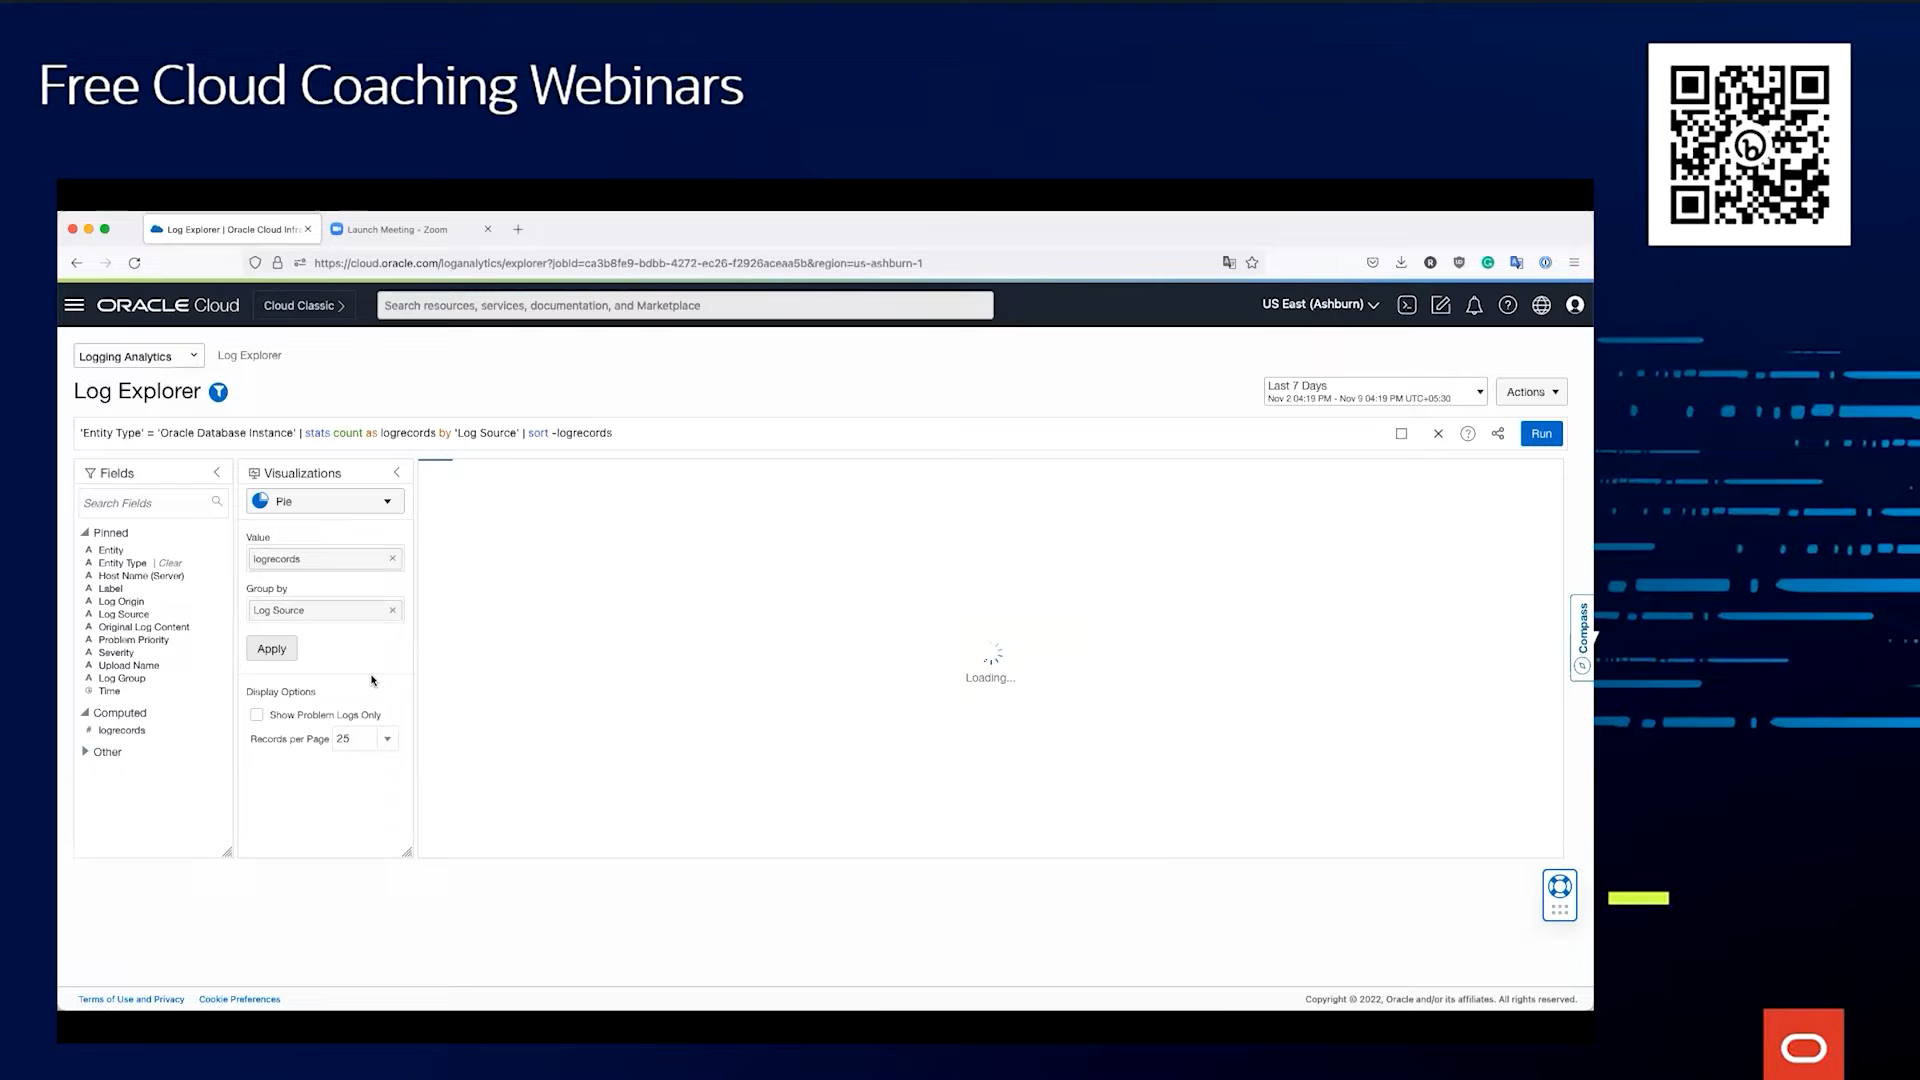 Free Cloud Coaching Webinars
Log Explorer | Oracle Cloud Infr
Launch Meeting - Zoom
https://cloud.oracle.com/loganalytics/explorer?jobId=ca3b8fe9-bdbb-4272-ec26-f2926aceaa5b&region=us-ashburn-1
ORACLE Cloud
Cloud Classic >
Search resources, services, documentation, and Marketplace
US East (Ashburn)
Logging Analytics
Log Explorer
Log Explorer
Last 7 Days
Nov 2 04:19 PM - Nov 9 04:19 PM UTC+05:30
Actions
'Entity Type' = 'Oracle Database Instance' | stats count as logrecords by 'Log Source' | sort -logrecords
Run
Fields
Search Fields
Pinned
A Entity
A Entity Type | Clear
A Host Name (Server)
A Label
A Log Origin
A Log Source
A Original Log Content
A Problem Priority
A Severity
A Upload Name
A Log Group
Time
Computed
# logrecords
Other
Visualizations
Pie
Value
logrecords
Group by
Log Source
Apply
Display Options
Show Problem Logs Only
Records per Page 25
Loading...
Compass
Terms of Use and Privacy
Cookie Preferences
Copyright © 2022, Oracle and/or its affiliates. All rights reserved.